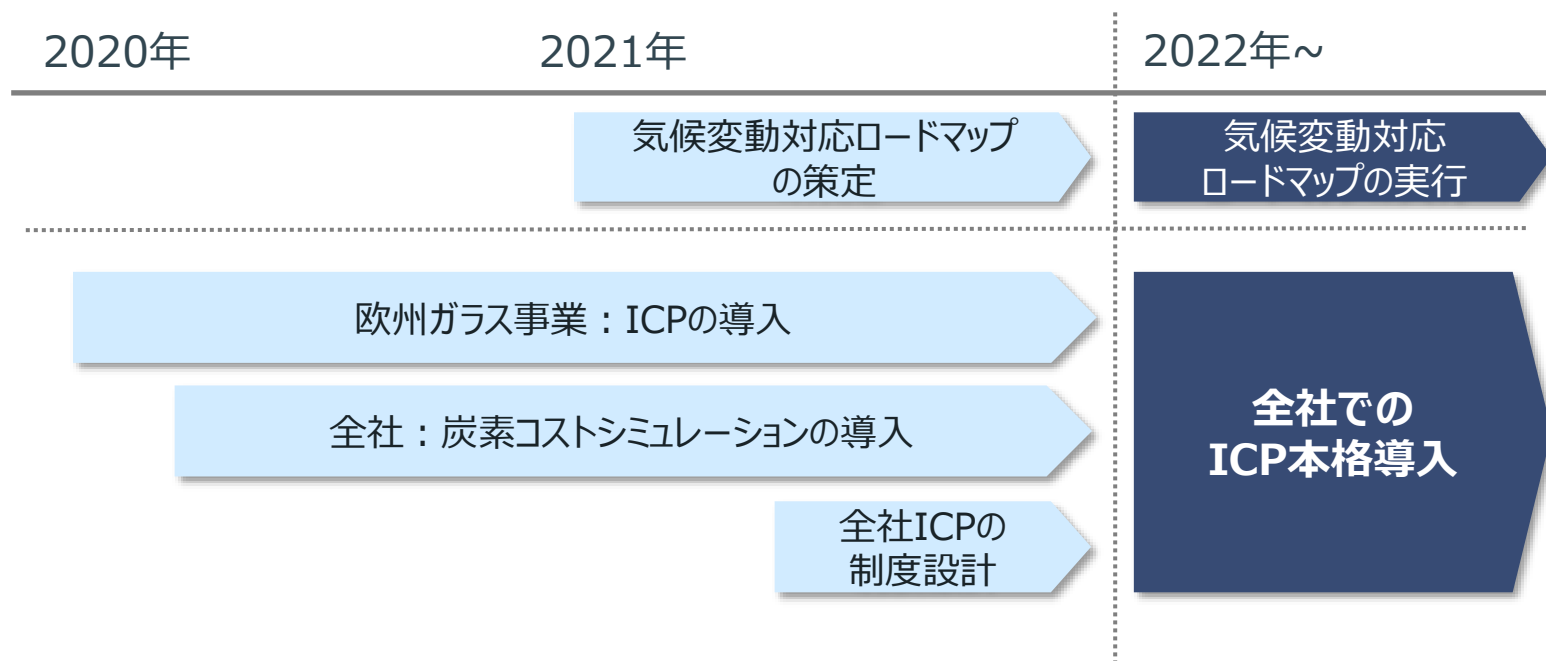 2020年
2021年
2022年~
気候変動対応ロードマップ
の策定
気候変動対応
ロードマップの実行
欧州ガラス事業：ICPの導入
全社：炭素コストシミュレーションの導入
全社ICPの
制度設計
全社での
ICP本格導入